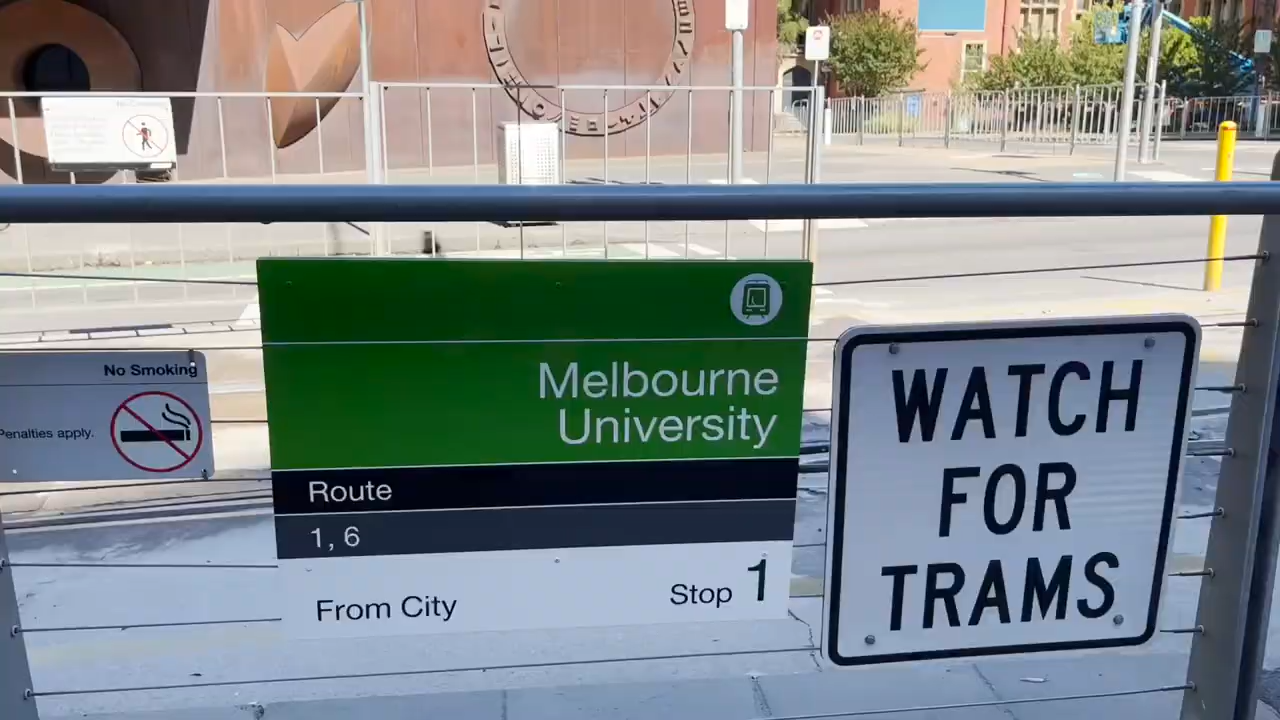 No Smoking
Penalties apply.
Melbourne
University
Route
1, 6
From City
Stop 1
WATCH
FOR
TRAMS